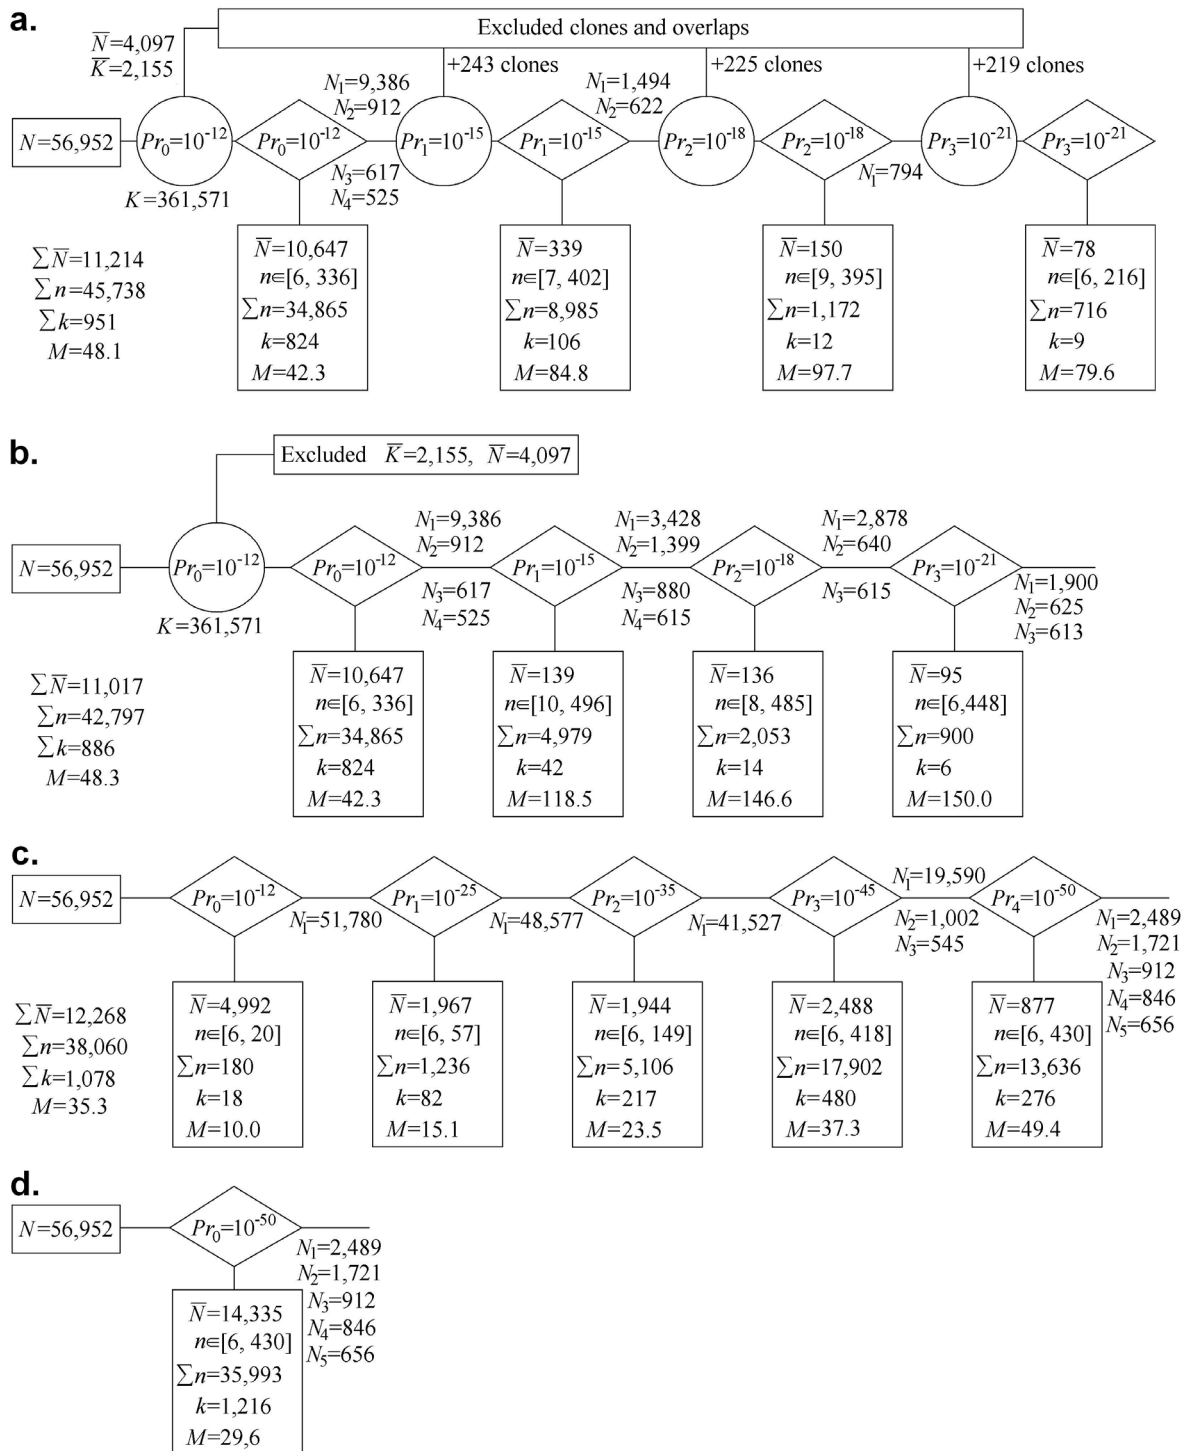 a.
Excluded clones and overlaps
N̅=4,097
K̅=2,155
+243 clones
+225 clones
+219 clones
N₁=9,386
N₂=912
N₁=1,494
N₂=622
N=56,952
Pr₀=10⁻¹²
Pr₀=10⁻¹²
Pr₁=10⁻¹⁵
Pr₁=10⁻¹⁵
Pr₂=10⁻¹⁸
Pr₂=10⁻¹⁸
Pr₃=10⁻²¹
Pr₃=10⁻²¹
N₃=617
N₄=525
N₁=794
K=361,571
∑N̅=11,214
∑n=45,738
∑k=951
M=48.1
N̅=10,647
n∈[6, 336]
∑n=34,865
k=824
M=42.3
N̅=339
n∈[7, 402]
∑n=8,985
k=106
M=84.8
N̅=150
n∈[9, 395]
∑n=1,172
k=12
M=97.7
N̅=78
n∈[6, 216]
∑n=716
k=9
M=79.6
b.
Excluded K̅=2,155, N̅=4,097
N₁=9,386
N₂=912
N₁=3,428
N₂=1,399
N₁=2,878
N₂=640
N=56,952
Pr₀=10⁻¹²
Pr₀=10⁻¹²
Pr₁=10⁻¹⁵
Pr₂=10⁻¹⁸
Pr₃=10⁻²¹
N₃=617
N₄=525
N₃=880
N₄=615
N₃=615
N₁=1,900
N₂=625
N₃=613
K=361,571
∑N̅=11,017
∑n=42,797
∑k=886
M=48.3
N̅=10,647
n∈[6, 336]
∑n=34,865
k=824
M=42.3
N̅=139
n∈[10, 496]
∑n=4,979
k=42
M=118.5
N̅=136
n∈[8, 485]
∑n=2,053
k=14
M=146.6
N̅=95
n∈[6,448]
∑n=900
k=6
M=150.0
c.
N=56,952
Pr₀=10⁻¹²
N₁=51,780
Pr₁=10⁻²⁵
N₁=48,577
Pr₂=10⁻³⁵
N₁=41,527
Pr₃=10⁻⁴⁵
N₁=19,590
N₂=1,002
N₃=545
Pr₄=10⁻⁵⁰
N₁=2,489
N₂=1,721
N₃=912
N₄=846
N₅=656
∑N̅=12,268
∑n=38,060
∑k=1,078
M=35.3
N̅=4,992
n∈[6, 20]
∑n=180
k=18
M=10.0
N̅=1,967
n∈[6, 57]
∑n=1,236
k=82
M=15.1
N̅=1,944
n∈[6, 149]
∑n=5,106
k=217
M=23.5
N̅=2,488
n∈[6, 418]
∑n=17,902
k=480
M=37.3
N̅=877
n∈[6, 430]
∑n=13,636
k=276
M=49.4
d.
N=56,952
Pr₀=10⁻⁵⁰
N₁=2,489
N₂=1,721
N₃=912
N₄=846
N₅=656
N̅=14,335
n∈[6, 430]
∑n=35,993
k=1,216
M=29,6